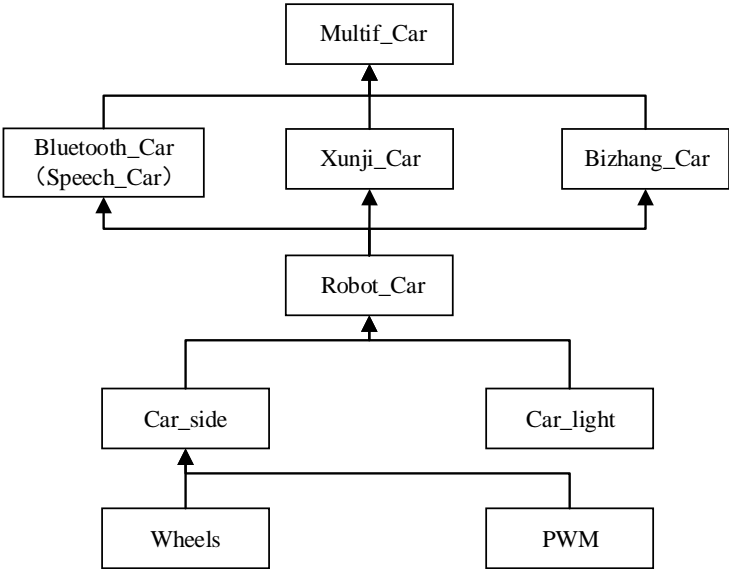 Multif_Car
Bluetooth_Car
（Speech_Car）
Xunji_Car
Bizhang_Car
Robot_Car
Car_side
Car_light
Wheels
PWM